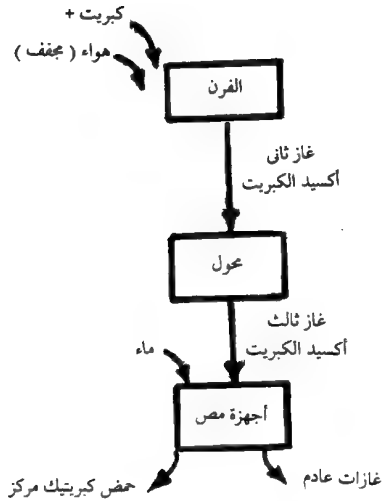 كبريت +
هواء ( مجفف )
الفرن
غاز ثانى
أكسيد الكبريت
محول
غاز ثالث
أكسيد الكبريت
ماء
أجهزة مص
حمض كبريتيك مركز
غازات عادم